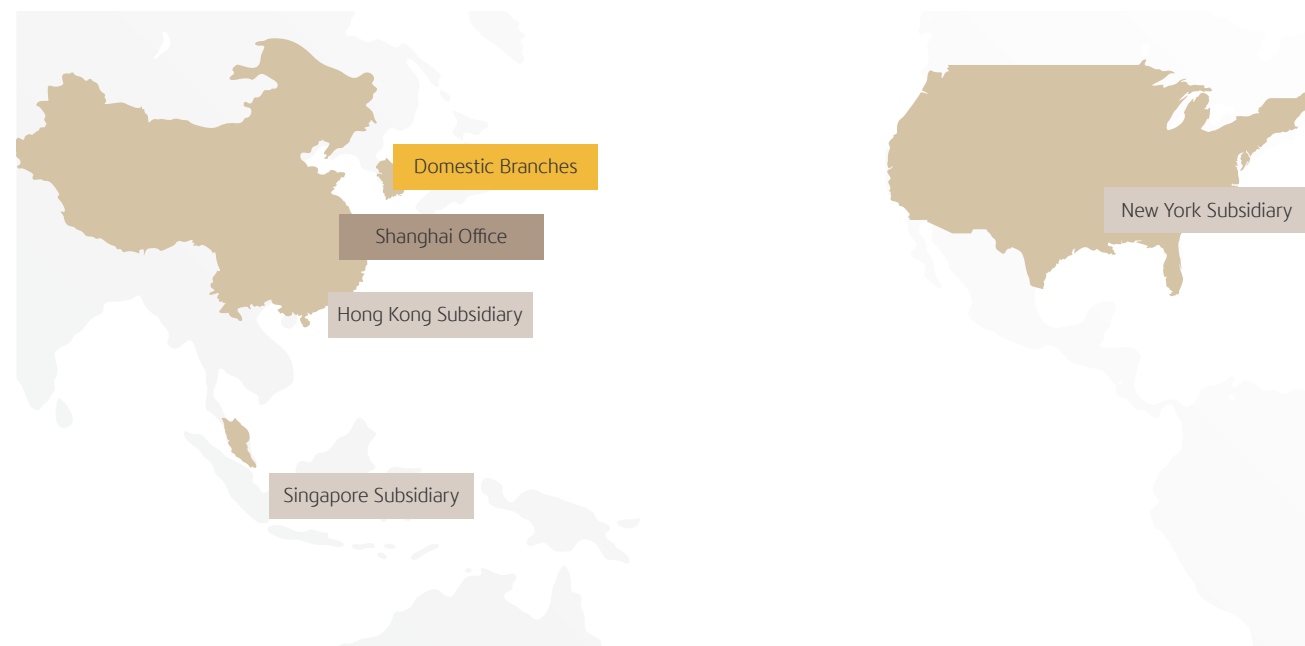 Domestic Branches
New York Subsidiary
Shanghai Office
Hong Kong Subsidiary
Singapore Subsidiary